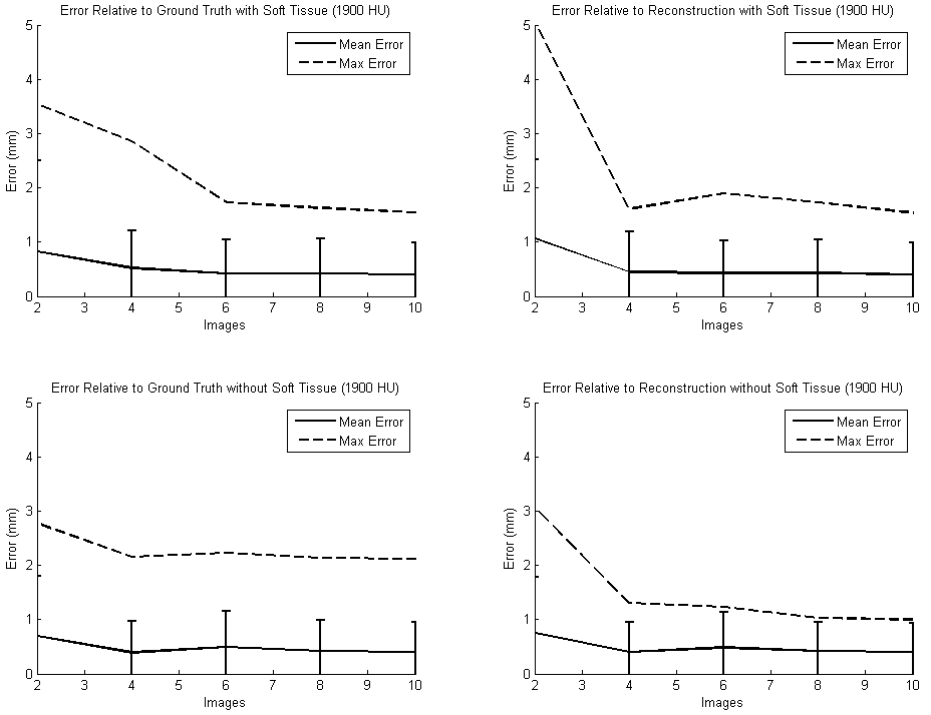 Error Relative to Ground Truth with Soft Tissue (1900 HU)
5
4
3
2
1
0
Error (mm)
Mean Error
Max Error
2 3 4 5 6 7 8 9 10
Images
Error Relative to Reconstruction with Soft Tissue (1900 HU)
5
4
3
2
1
0
Error (mm)
Mean Error
Max Error
2 3 4 5 6 7 8 9 10
Images
Error Relative to Ground Truth without Soft Tissue (1900 HU)
5
4
3
2
1
0
Error (mm)
Mean Error
Max Error
2 3 4 5 6 7 8 9 10
Images
Error Relative to Reconstruction without Soft Tissue (1900 HU)
5
4
3
2
1
0
Error (mm)
Mean Error
Max Error
2 3 4 5 6 7 8 9 10
Images